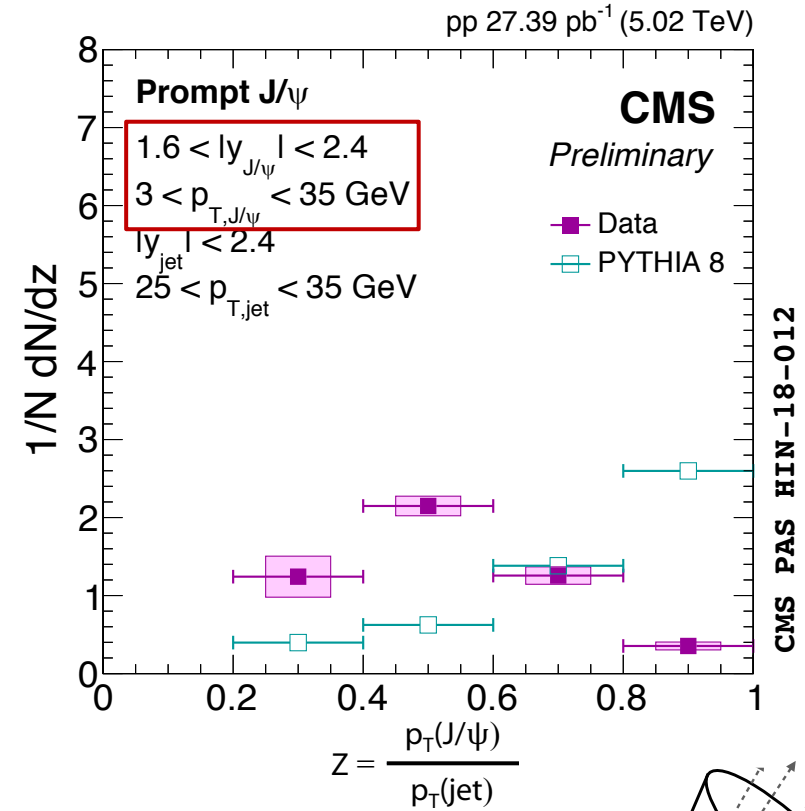 pp 27.39 pb⁻¹ (5.02 TeV)
8
7
6
5
4
3
2
1
0
1/N dN/dz
Prompt J/ψ
1.6 < |y_J/ψ| < 2.4
3 < p_T,J/ψ < 35 GeV
|y_jet| < 2.4
25 < p_T,jet < 35 GeV
CMS
Preliminary
Data
PYTHIA 8
CMS PAS HIN-18-012
0 0.2 0.4 0.6 0.8 1
z = p_T(J/ψ)
p_T(jet)